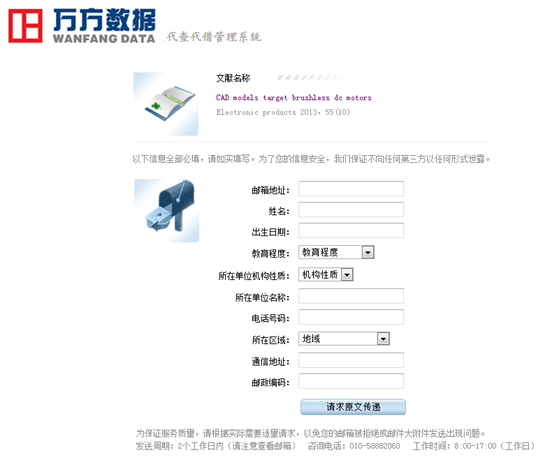 万方数据
WANFANG DATA .代查代借管理系统
文献名称
CAD models target brushless dc motors
Electronic products 2013, 55(10)
以下信息全部必填，请如实填写。为了您的信息安全，我们保证不向任何第三方以任何形式泄露。
邮箱地址：
姓名：
出生日期：
教育程度： 教育程度
所在单位机构性质： 机构性质
所在单位名称：
电话号码：
所在区域： 地域
通信地址：
邮政编码：
请求原文传递
为保证服务质量，请根据实际需要适量请求，以免您的邮箱被拒绝或邮件大附件发送出现问题。
发送周期：2个工作日内（请注意查看邮箱） 咨询电话：010-58882060 工作时间：8:00-17:00（工作日）